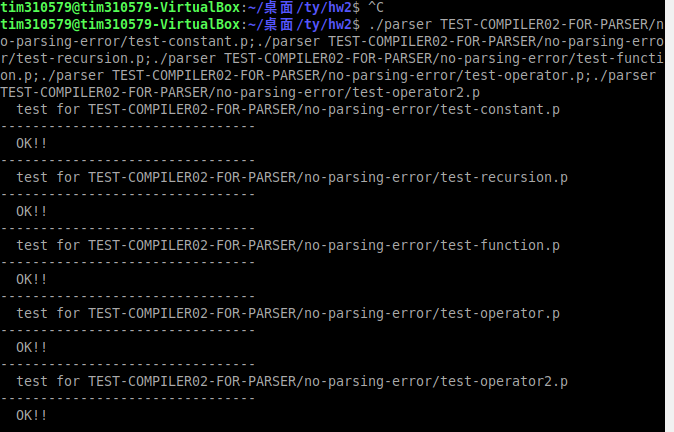 tim310579@tim310579-VirtualBox:~/桌面/ty/hw2$ ^C
tim310579@tim310579-VirtualBox:~/桌面/ty/hw2$ ./parser TEST-COMPILER02-FOR-PARSER/n
o-parsing-error/test-constant.p;./parser TEST-COMPILER02-FOR-PARSER/no-parsing-erro
r/test-recursion.p;./parser TEST-COMPILER02-FOR-PARSER/no-parsing-error/test-functi
on.p;./parser TEST-COMPILER02-FOR-PARSER/no-parsing-error/test-operator.p;./parser
TEST-COMPILER02-FOR-PARSER/no-parsing-error/test-operator2.p
  test for TEST-COMPILER02-FOR-PARSER/no-parsing-error/test-constant.p
--------------------------------
  OK!!
--------------------------------
  test for TEST-COMPILER02-FOR-PARSER/no-parsing-error/test-recursion.p
--------------------------------
  OK!!
--------------------------------
  test for TEST-COMPILER02-FOR-PARSER/no-parsing-error/test-function.p
--------------------------------
  OK!!
--------------------------------
  test for TEST-COMPILER02-FOR-PARSER/no-parsing-error/test-operator.p
--------------------------------
  OK!!
--------------------------------
  test for TEST-COMPILER02-FOR-PARSER/no-parsing-error/test-operator2.p
--------------------------------
  OK!!